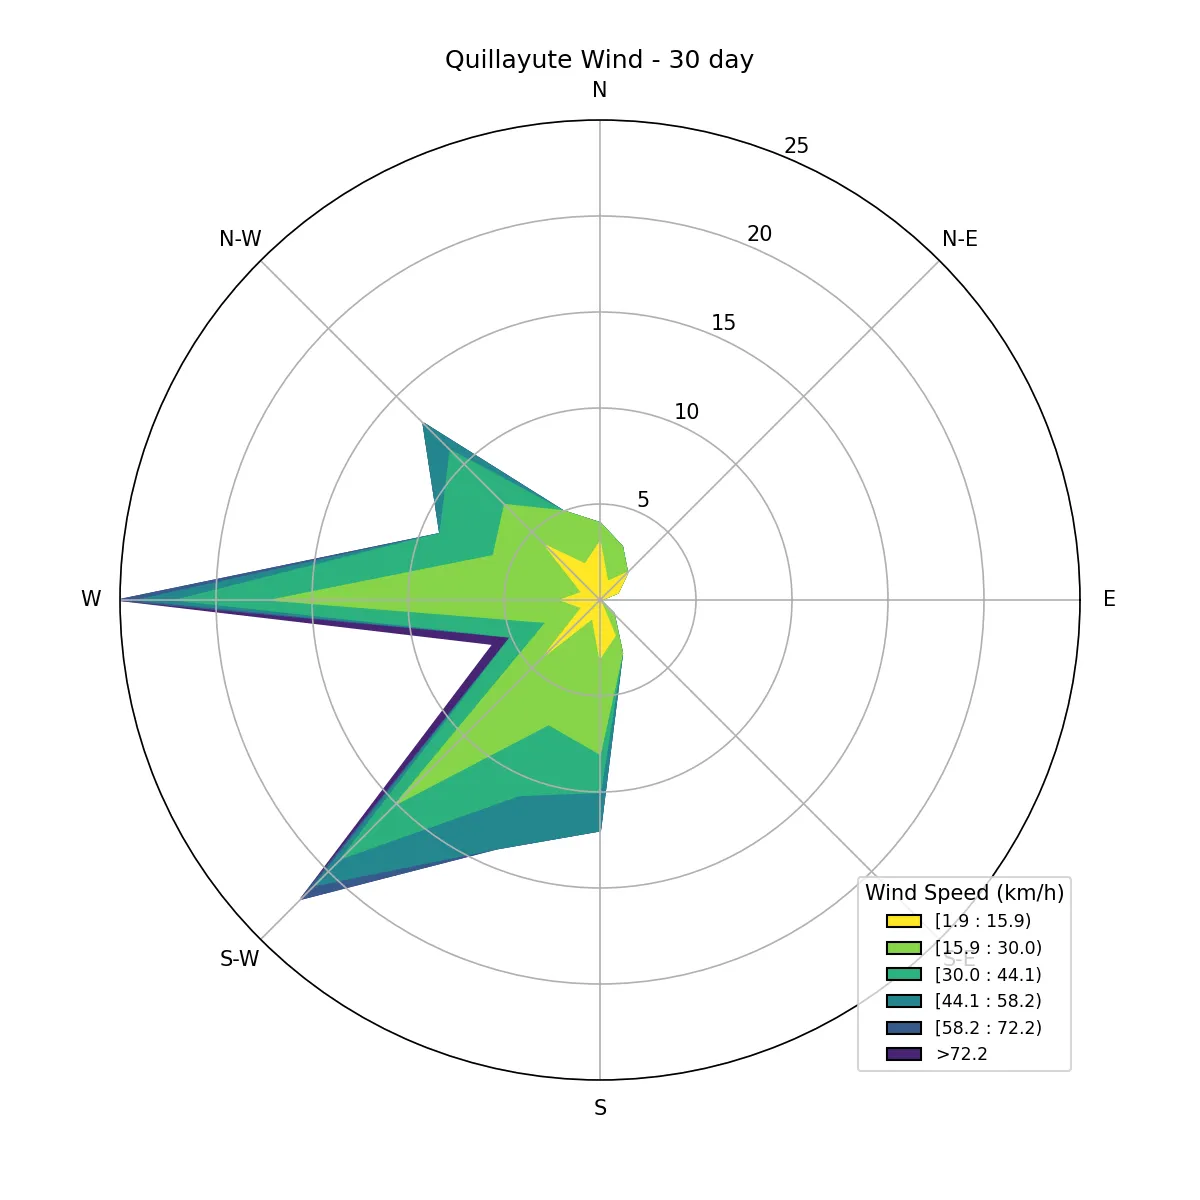 Quillayute Wind - 30 day
N
25
N-W
N-E
20
15
10
5
W
E
Wind Speed (km/h)
[1.9 : 15.9)
[15.9 : 30.0)
[30.0 : 44.1)
[44.1 : 58.2)
[58.2 : 72.2)
>72.2
S-W
S-E
S